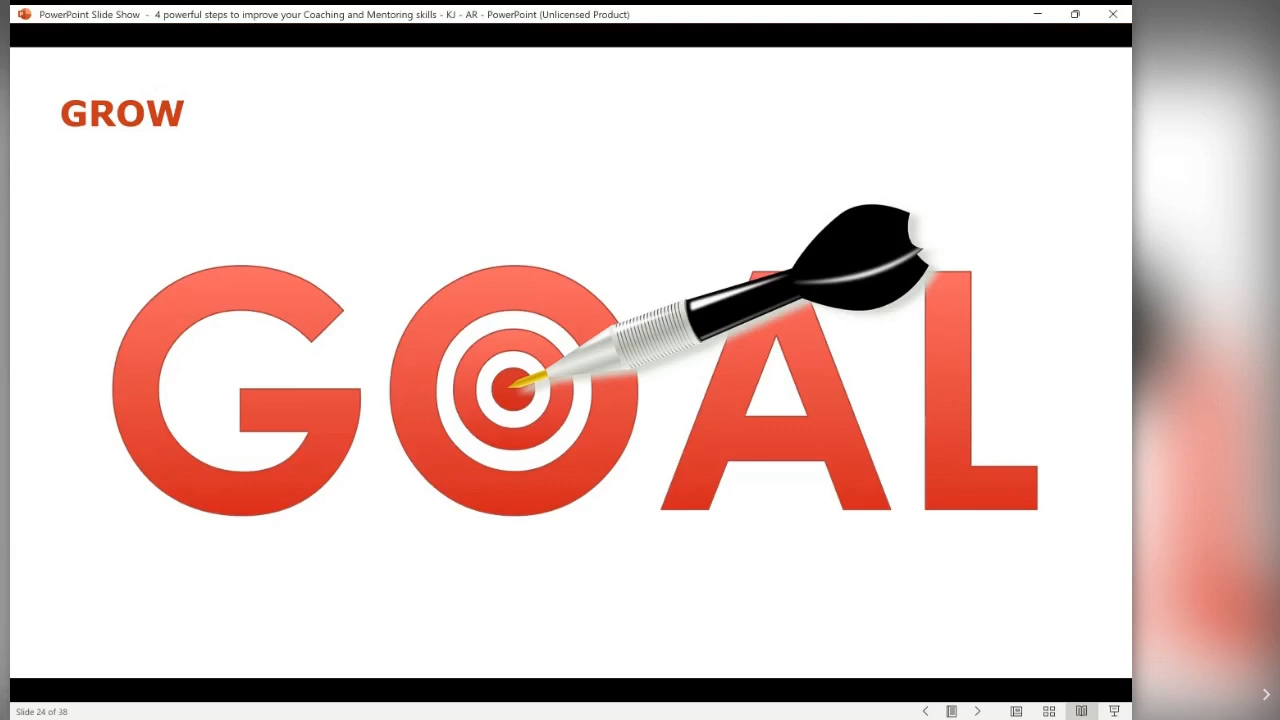 PowerPoint Slide Show - 4 powerful steps to improve your Coaching and Mentoring skills - KJ - AR - PowerPoint (Unlicensed Product)
GROW
GOAL
Slide 24 of 38